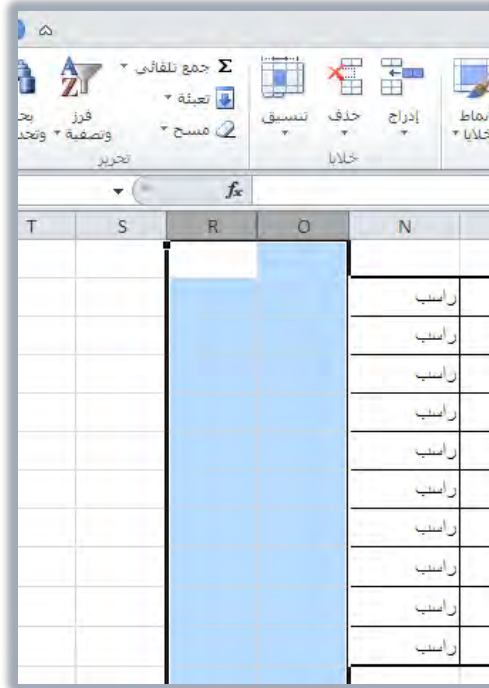 Σ جمع تلقائي
تعبئة
مسح
فرز
وتصفية
تنسيق
حذف
إدراج
خلايا
تحرير
fx
T S R O N
راسب
راسب
راسب
راسب
راسب
راسب
راسب
راسب
راسب
راسب